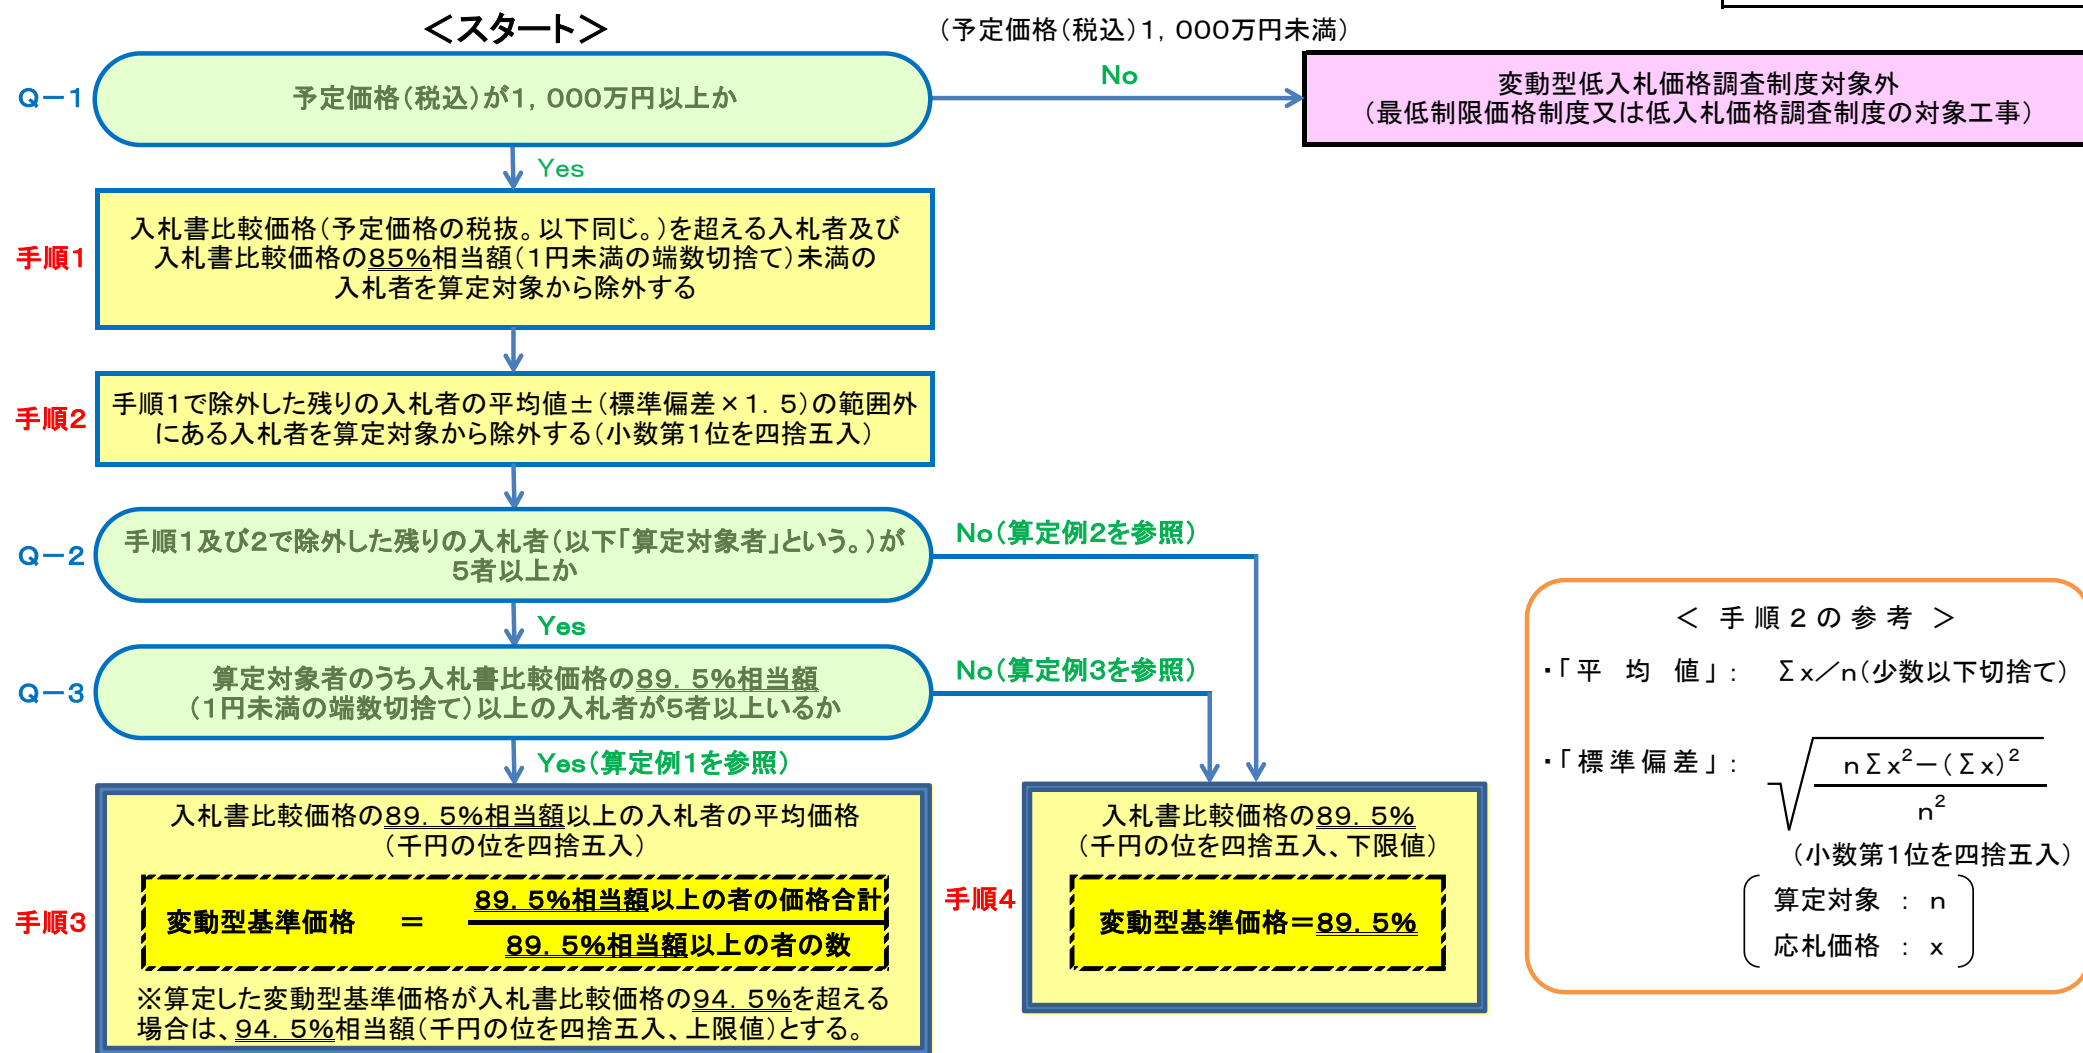 ＜スタート＞
（予定価格（税込）１，０００万円未満）
Ｑ－１
予定価格（税込）が１，０００万円以上か
No
変動型低入札価格調査制度対象外
（最低制限価格制度又は低入札価格調査制度の対象工事）
Yes
手順１
入札書比較価格（予定価格の税抜。以下同じ。）を超える入札者及び
入札書比較価格の８５％相当額（１円未満の端数切捨て）未満の
入札者を算定対象から除外する
手順２
手順１で除外した残りの入札者の平均値±（標準偏差×１．５）の範囲外
にある入札者を算定対象から除外する（小数第１位を四捨五入）
Ｑ－２
手順１及び２で除外した残りの入札者（以下「算定対象者」という。）が
５者以上か
No（算定例２を参照）
Yes
Ｑ－３
算定対象者のうち入札書比較価格の８９．５％相当額
（１円未満の端数切捨て）以上の入札者が５者以上いるか
No（算定例３を参照）
Yes（算定例１を参照）
手順３
入札書比較価格の８９．５％相当額以上の入札者の平均価格
（千円の位を四捨五入）
変動型基準価格　＝
８９．５％相当額以上の者の価格合計
８９．５％相当額以上の者の数
※算定した変動型基準価格が入札書比較価格の９４．５％を超える
場合は、９４．５％相当額（千円の位を四捨五入、上限値）とする。
手順４
入札書比較価格の８９．５％
（千円の位を四捨五入、下限値）
変動型基準価格＝８９．５％
＜ 手 順 ２ の 参 考 ＞
・「平　均　値」：　Σｘ／ｎ（少数以下切捨て）
・「標準偏差」： √
ｎΣｘ²－（Σｘ）²
ｎ²
（小数第１位を四捨五入）
算定対象 ： ｎ
応札価格 ： ｘ